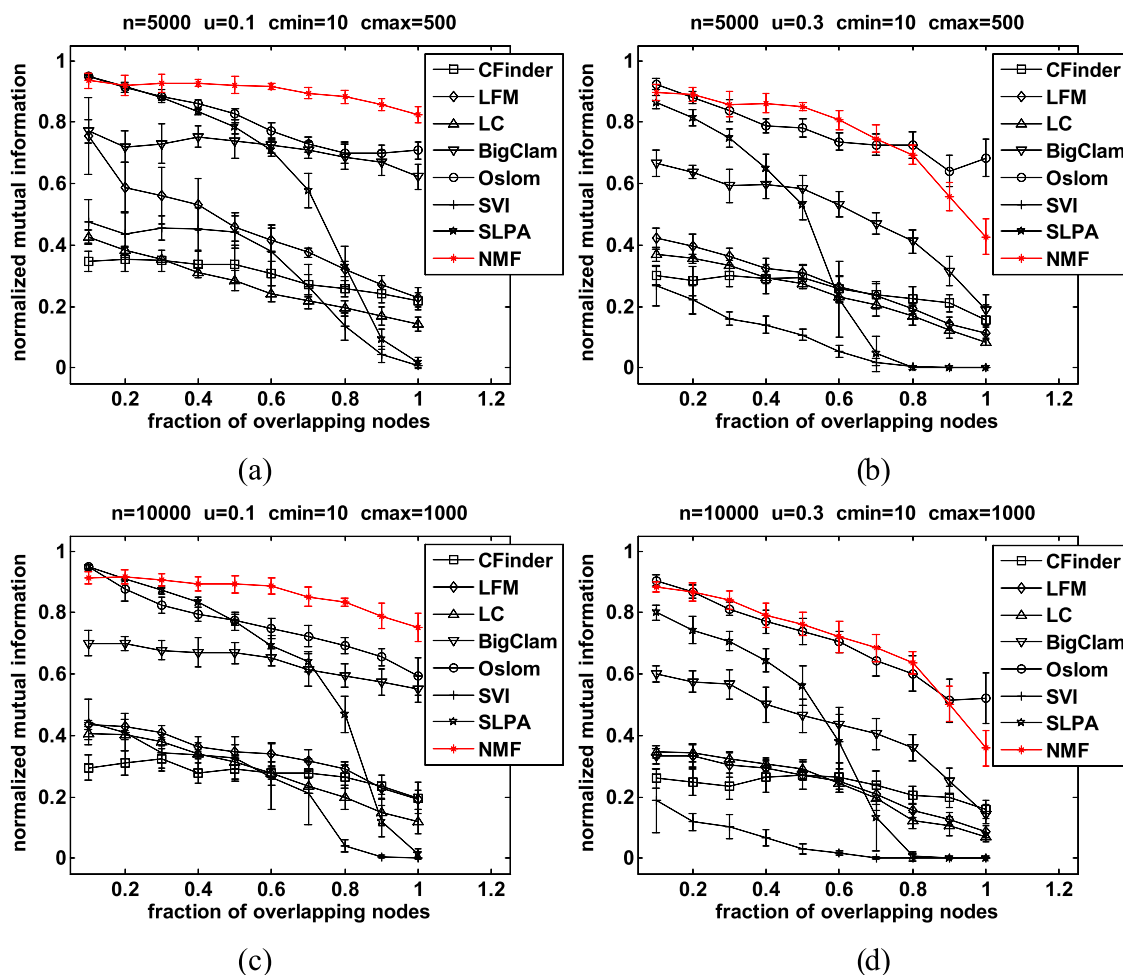 n=5000 u=0.1 cmin=10 cmax=500
normalized mutual information
1
0.8
0.6
0.4
0.2
0
0.2 0.4 0.6 0.8 1 1.2
fraction of overlapping nodes
CFinder
LFM
LC
BigClam
Oslom
SVI
SLPA
NMF
(a)
n=5000 u=0.3 cmin=10 cmax=500
normalized mutual information
1
0.8
0.6
0.4
0.2
0
0.2 0.4 0.6 0.8 1 1.2
fraction of overlapping nodes
CFinder
LFM
LC
BigClam
Oslom
SVI
SLPA
NMF
(b)
n=10000 u=0.1 cmin=10 cmax=1000
normalized mutual information
1
0.8
0.6
0.4
0.2
0
0.2 0.4 0.6 0.8 1 1.2
fraction of overlapping nodes
CFinder
LFM
LC
BigClam
Oslom
SVI
SLPA
NMF
(c)
n=10000 u=0.3 cmin=10 cmax=1000
normalized mutual information
1
0.8
0.6
0.4
0.2
0
0.2 0.4 0.6 0.8 1 1.2
fraction of overlapping nodes
CFinder
LFM
LC
BigClam
Oslom
SVI
SLPA
NMF
(d)